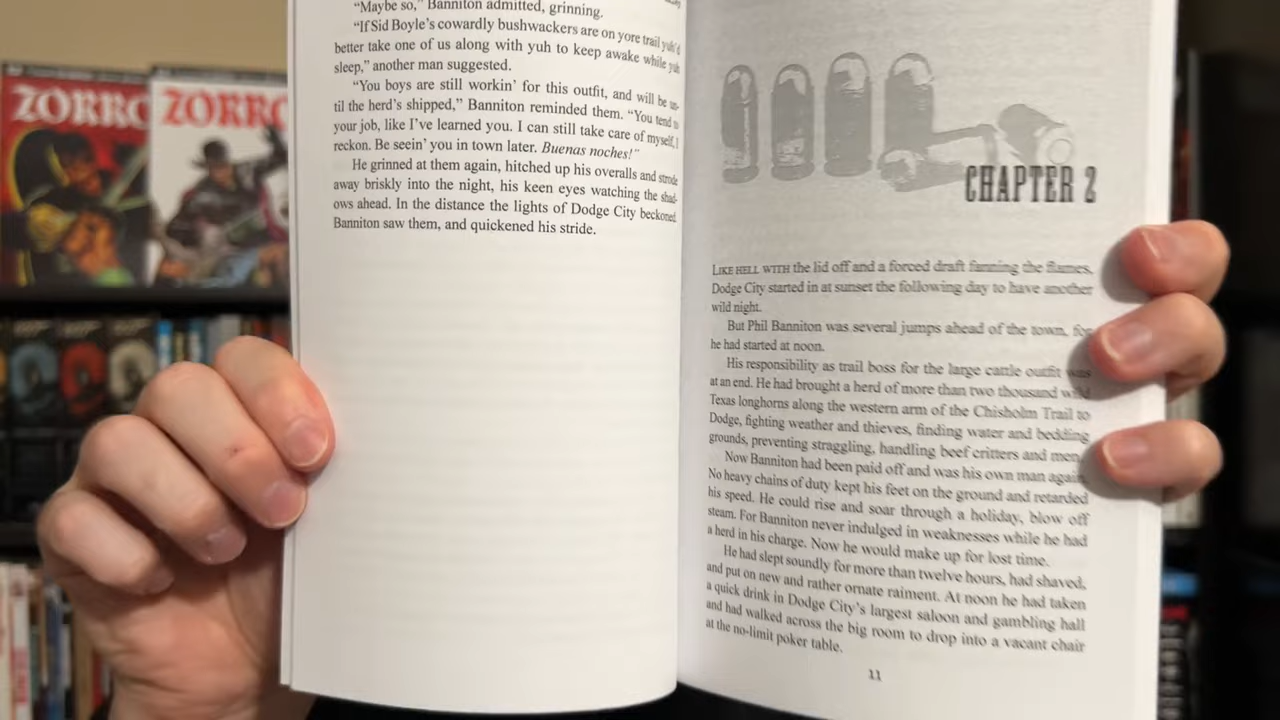 ZORRO
ZORRO
"Maybe so," Banniton admitted, grinning.
"If Sid Boyle's cowardly bushwackers are on yore trail yuh'd
better take one of us along with yuh to keep awake while yuh
sleep," another man suggested.
"You boys are still workin' for this outfit, and will be un-
til the herd's shipped," Banniton reminded them. "You tend to
your job, like I've learned you. I can still take care of myself, I
reckon. Be seein' you in town later. Buenas noches!"
He grinned at them again, hitched up his overalls and strode
away briskly into the night, his keen eyes watching the shad-
ows ahead. In the distance the lights of Dodge City beckoned.
Banniton saw them, and quickened his stride.
CHAPTER 2
LIKE HELL WITH the lid off and a forced draft fanning the flames,
Dodge City started in at sunset the following day to have another
wild night.
But Phil Banniton was several jumps ahead of the town, for
he had started at noon.
His responsibility as trail boss for the large cattle outfit was
at an end. He had brought a herd of more than two thousand wild
Texas longhorns along the western arm of the Chisholm Trail to
Dodge, fighting weather and thieves, finding water and bedding
grounds, preventing straggling, handling beef critters and men.
Now Banniton had been paid off and was his own man again.
No heavy chains of duty kept his feet on the ground and retarded
his speed. He could rise and soar through a holiday, blow off
steam. For Banniton never indulged in weaknesses while he had
a herd in his charge. Now he would make up for lost time.
He had slept soundly for more than twelve hours, had shaved,
and put on new and rather ornate raiment. At noon he had taken
a quick drink in Dodge City's largest saloon and gambling hall
and had walked across the big room to drop into a vacant chair
at the no-limit poker table.
11